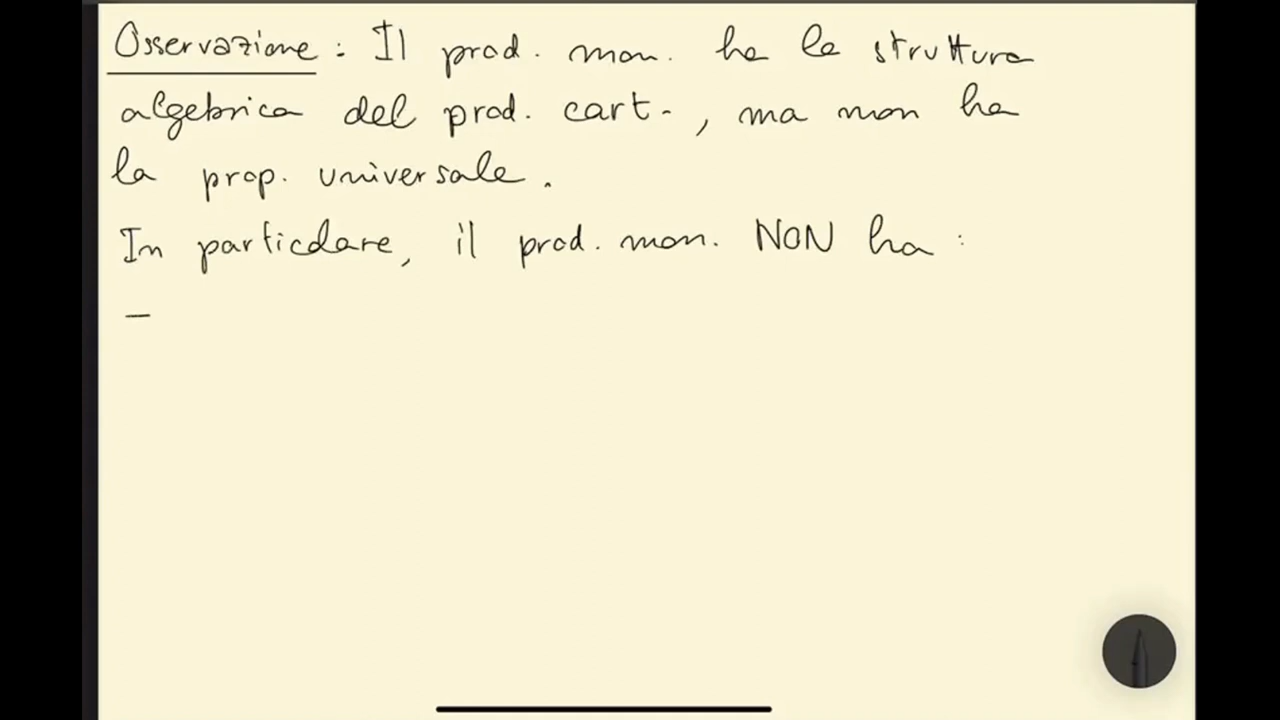 Osservazione : Il prod. mon. ha la struttura
algebrica del prod. cart. , ma non ha
la prop. universale .
In particolare, il prod. mon. NON ha :
-